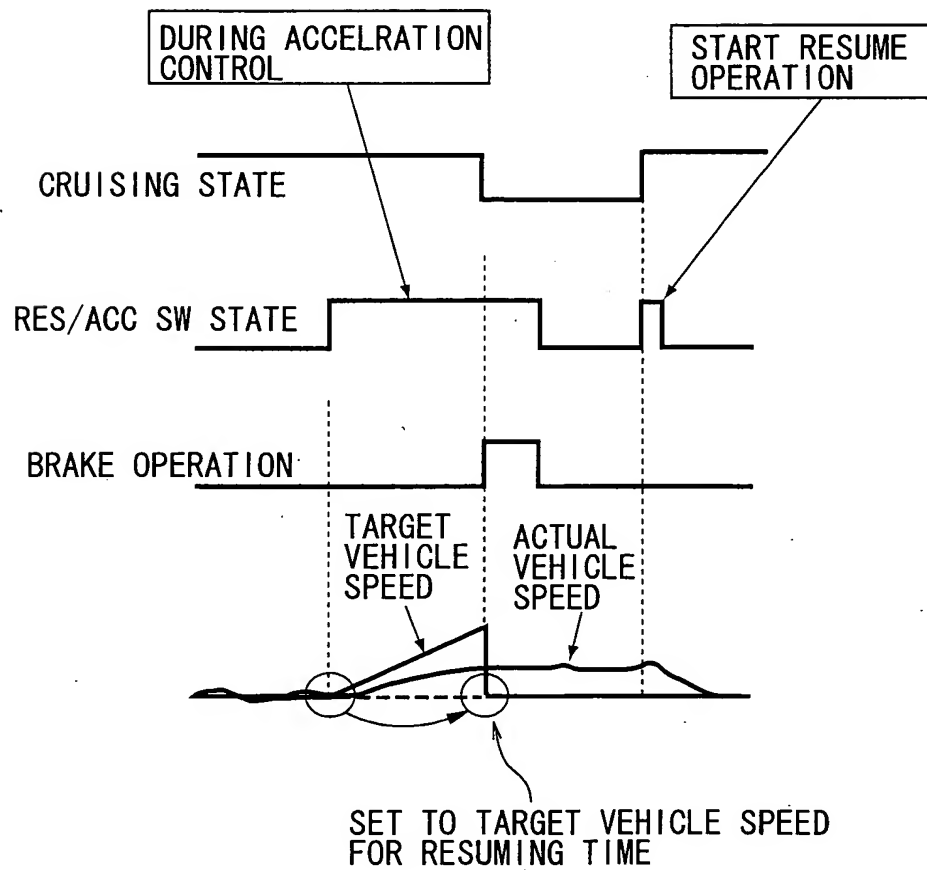 DURING ACCELRATION
CONTROL
START RESUME
OPERATION
CRUISING STATE
RES/ACC SW STATE
BRAKE OPERATION
TARGET
VEHICLE
SPEED
ACTUAL
VEHICLE
SPEED
SET TO TARGET VEHICLE SPEED
FOR RESUMING TIME